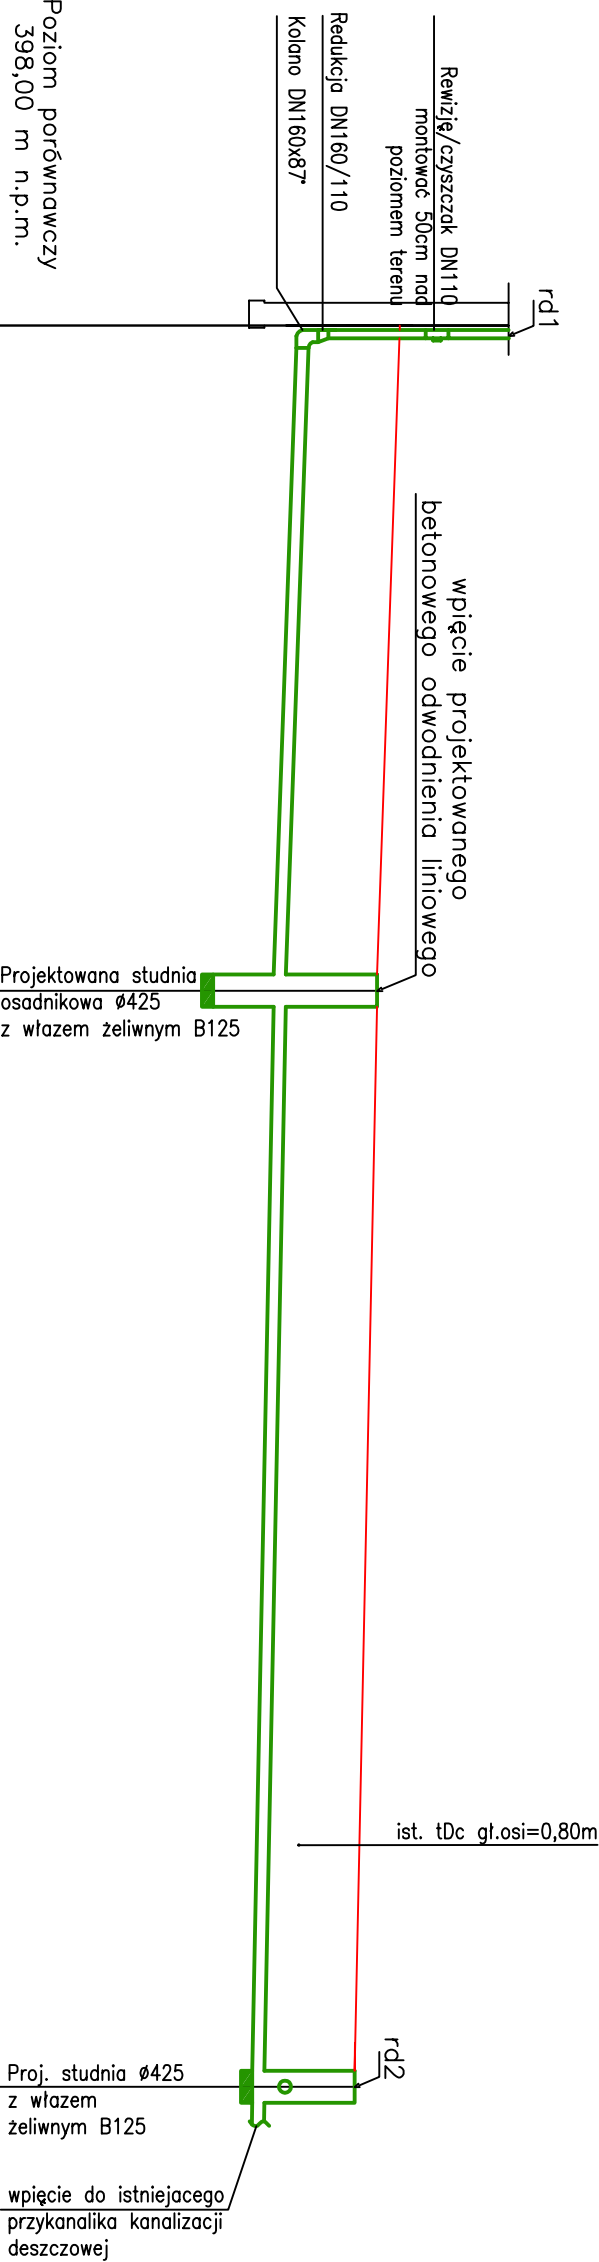 Poziom porównawczy
398,00 m n.p.m.
Kolano DN160x87°
Redukcja DN160/110
Rewizję/czyszczak DN110
montować 50cm nad
poziomem terenu
rd1
wpięcie projektowanego
betonowego odwodnienia liniowego
Projektowana studnia
osadnikowa Ø425
z włazem żeliwnym B125
ist. tDc gł.osi=0,80m
rd2
Proj. studnia Ø425
z włazem
żeliwnym B125
wpięcie do istniejacego
przykanalika kanalizacji
deszczowej